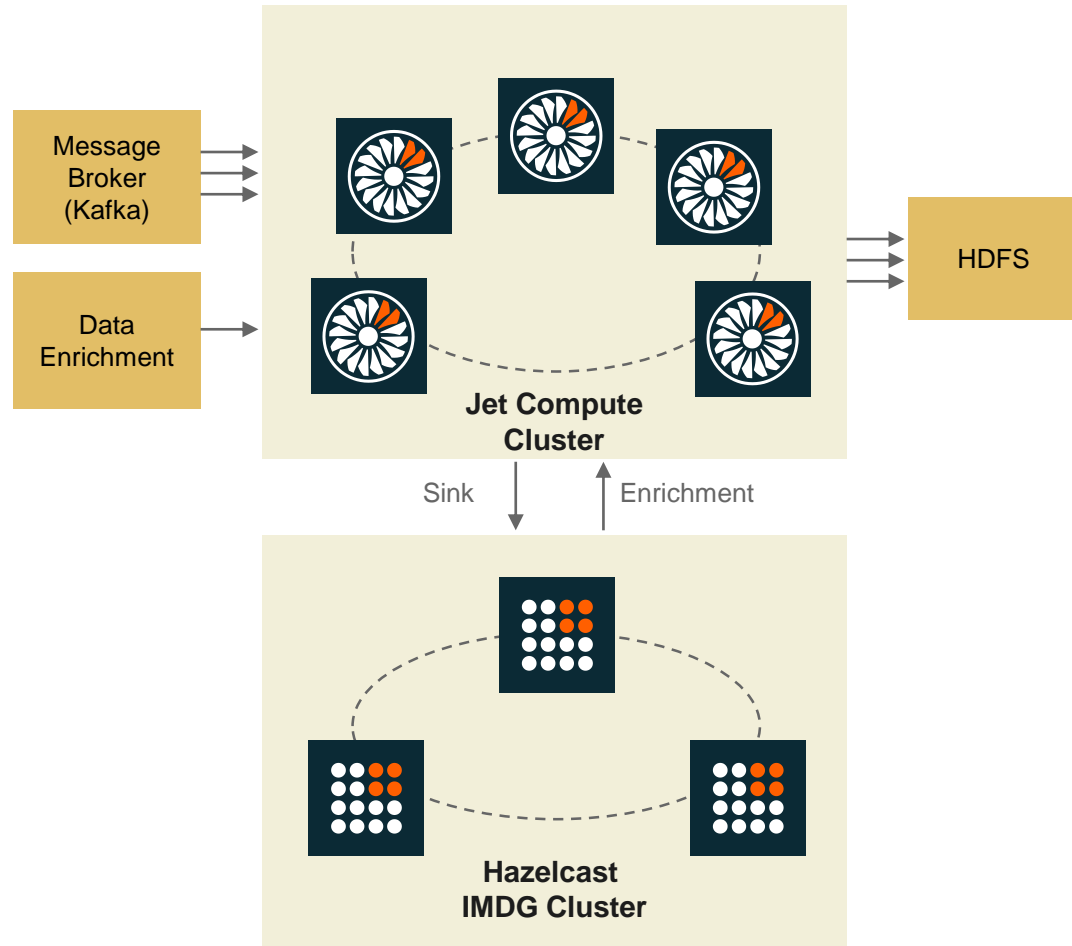 Message
Broker
(Kafka)
Data
Enrichment
HDFS
Jet Compute
Cluster
Sink
Enrichment
Hazelcast
IMDG Cluster